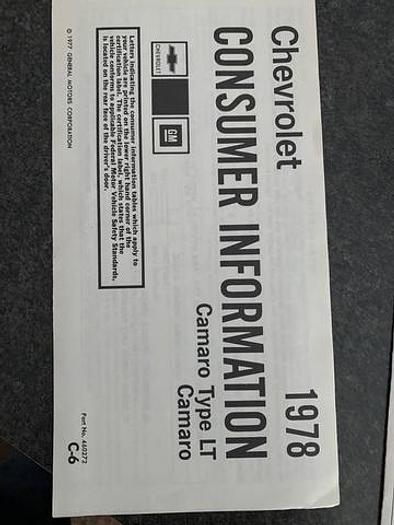 Chevrolet 1978
CONSUMER INFORMATION
Camaro Type LT
Camaro
CHEVROLET
GM
Letters indicating the consumer information tables which apply to
your vehicle are printed on the lower right hand corner of the
certification label. The certification label, which states that the
vehicle conforms to applicable Federal Motor Vehicle Safety Standards,
is located on the rear face of the driver's door.
© 1977 GENERAL MOTORS CORPORATION
Part No. 460272
C-6